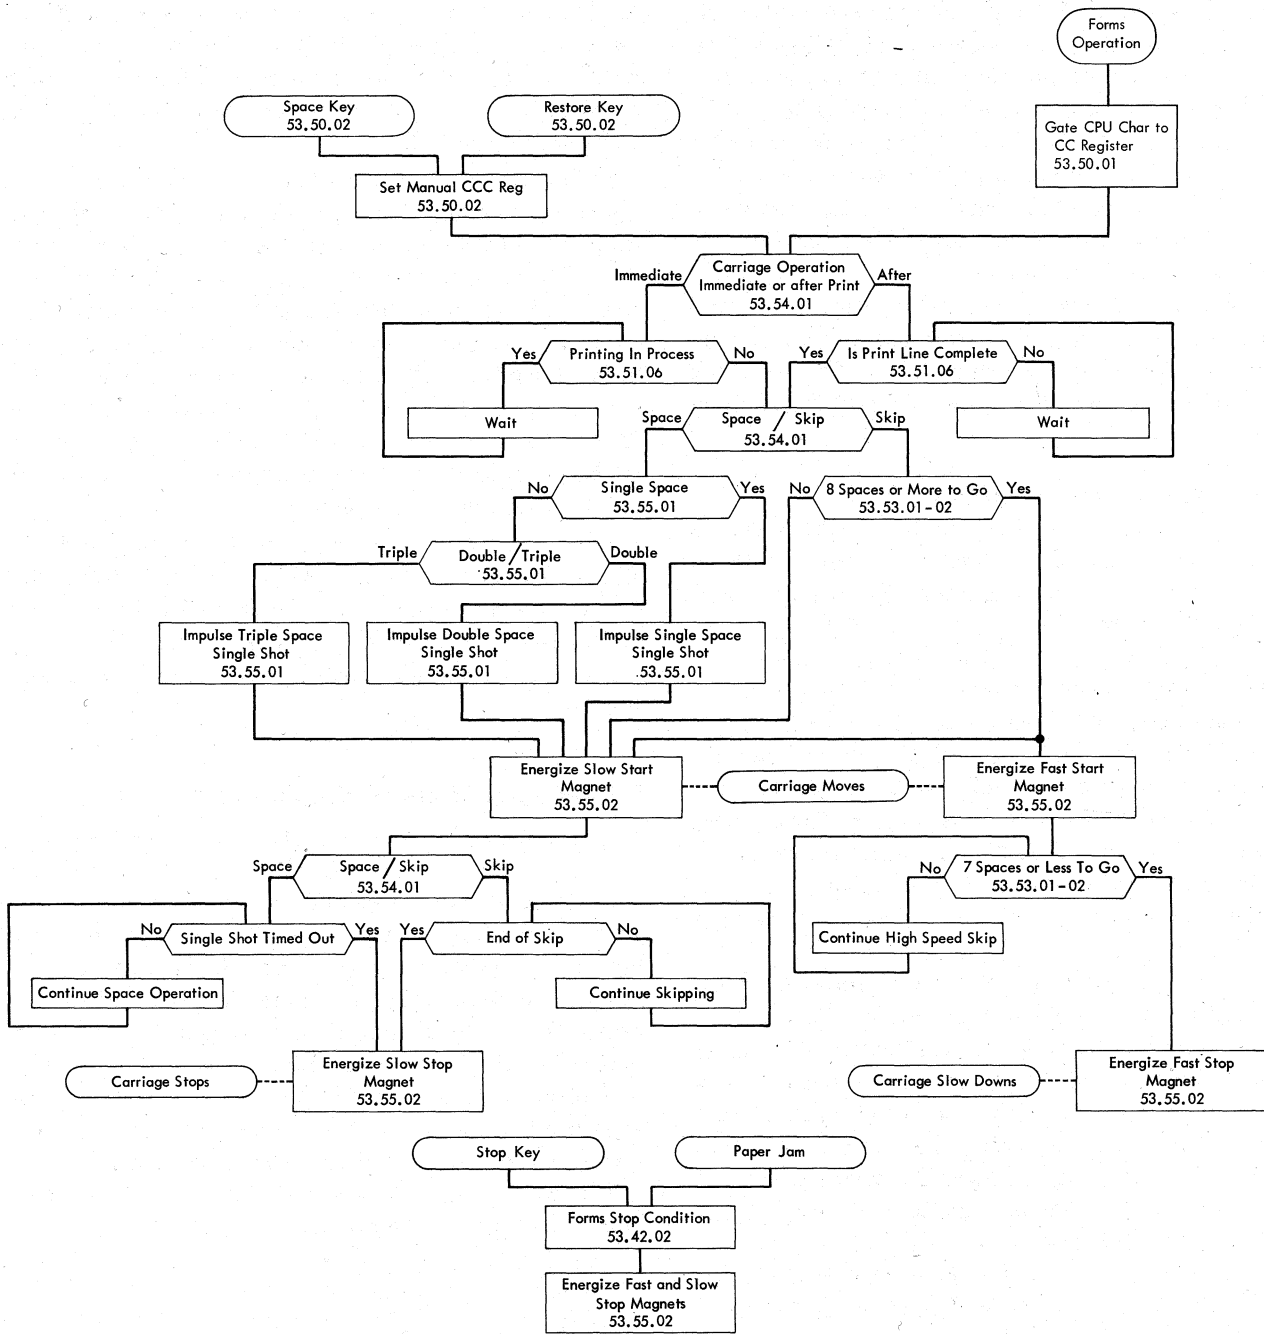 Forms
Operation
Space Key
53.50.02
Restore Key
53.50.02
Gate CPU Char to
CC Register
53.50.01
Set Manual CCC Reg
53.50.02
Immediate
Carriage Operation
Immediate or after Print
53.54.01
After
Yes
Printing In Process
53.51.06
No
Yes
Is Print Line Complete
53.51.06
No
Wait
Space
Space / Skip
53.54.01
Skip
Wait
No
Single Space
53.55.01
Yes
No
8 Spaces or More to Go
53.53.01-02
Yes
Triple
Double / Triple
53.55.01
Double
Impulse Triple Space
Single Shot
53.55.01
Impulse Double Space
Single Shot
53.55.01
Impulse Single Space
Single Shot
53.55.01
Energize Slow Start
Magnet
53.55.02
Carriage Moves
Energize Fast Start
Magnet
53.55.02
Space
Space / Skip
53.54.01
Skip
No
7 Spaces or Less To Go
53.53.01-02
Yes
No
Single Shot Timed Out
Yes
Yes
End of Skip
No
Continue High Speed Skip
Continue Space Operation
Continue Skipping
Carriage Stops
Energize Slow Stop
Magnet
53.55.02
Carriage Slow Downs
Energize Fast Stop
Magnet
53.55.02
Stop Key
Paper Jam
Forms Stop Condition
53.42.02
Energize Fast and Slow
Stop Magnets
53.55.02